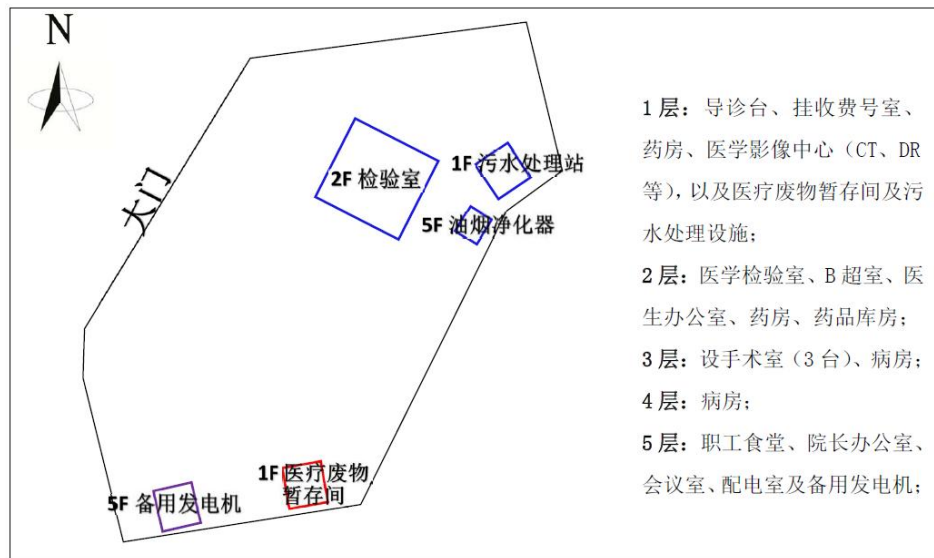 N
大门
2F 检验室
1F 污水处理站
5F 油烟净化器
1F 医疗废物
暂存间
5F 备用发电机
1 层：导诊台、挂收费号室、
药房、医学影像中心（CT、DR
等），以及医疗废物暂存间及污
水处理设施；
2 层：医学检验室、B 超室、医
生办公室、药房、药品库房；
3 层：设手术室（3 台）、病房；
4 层：病房；
5 层：职工食堂、院长办公室、
会议室、配电室及备用发电机；